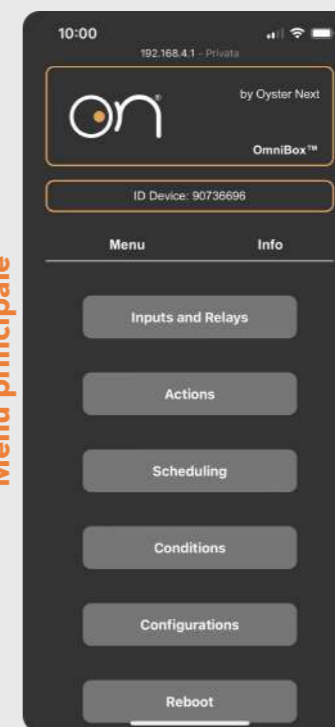 Menu principale
10:00
192.168.4.1 - Privata
on®
by Oyster Next
OmniBox™
ID Device: 90736696
Menu Info
Inputs and Relays
Actions
Scheduling
Conditions
Configurations
Reboot